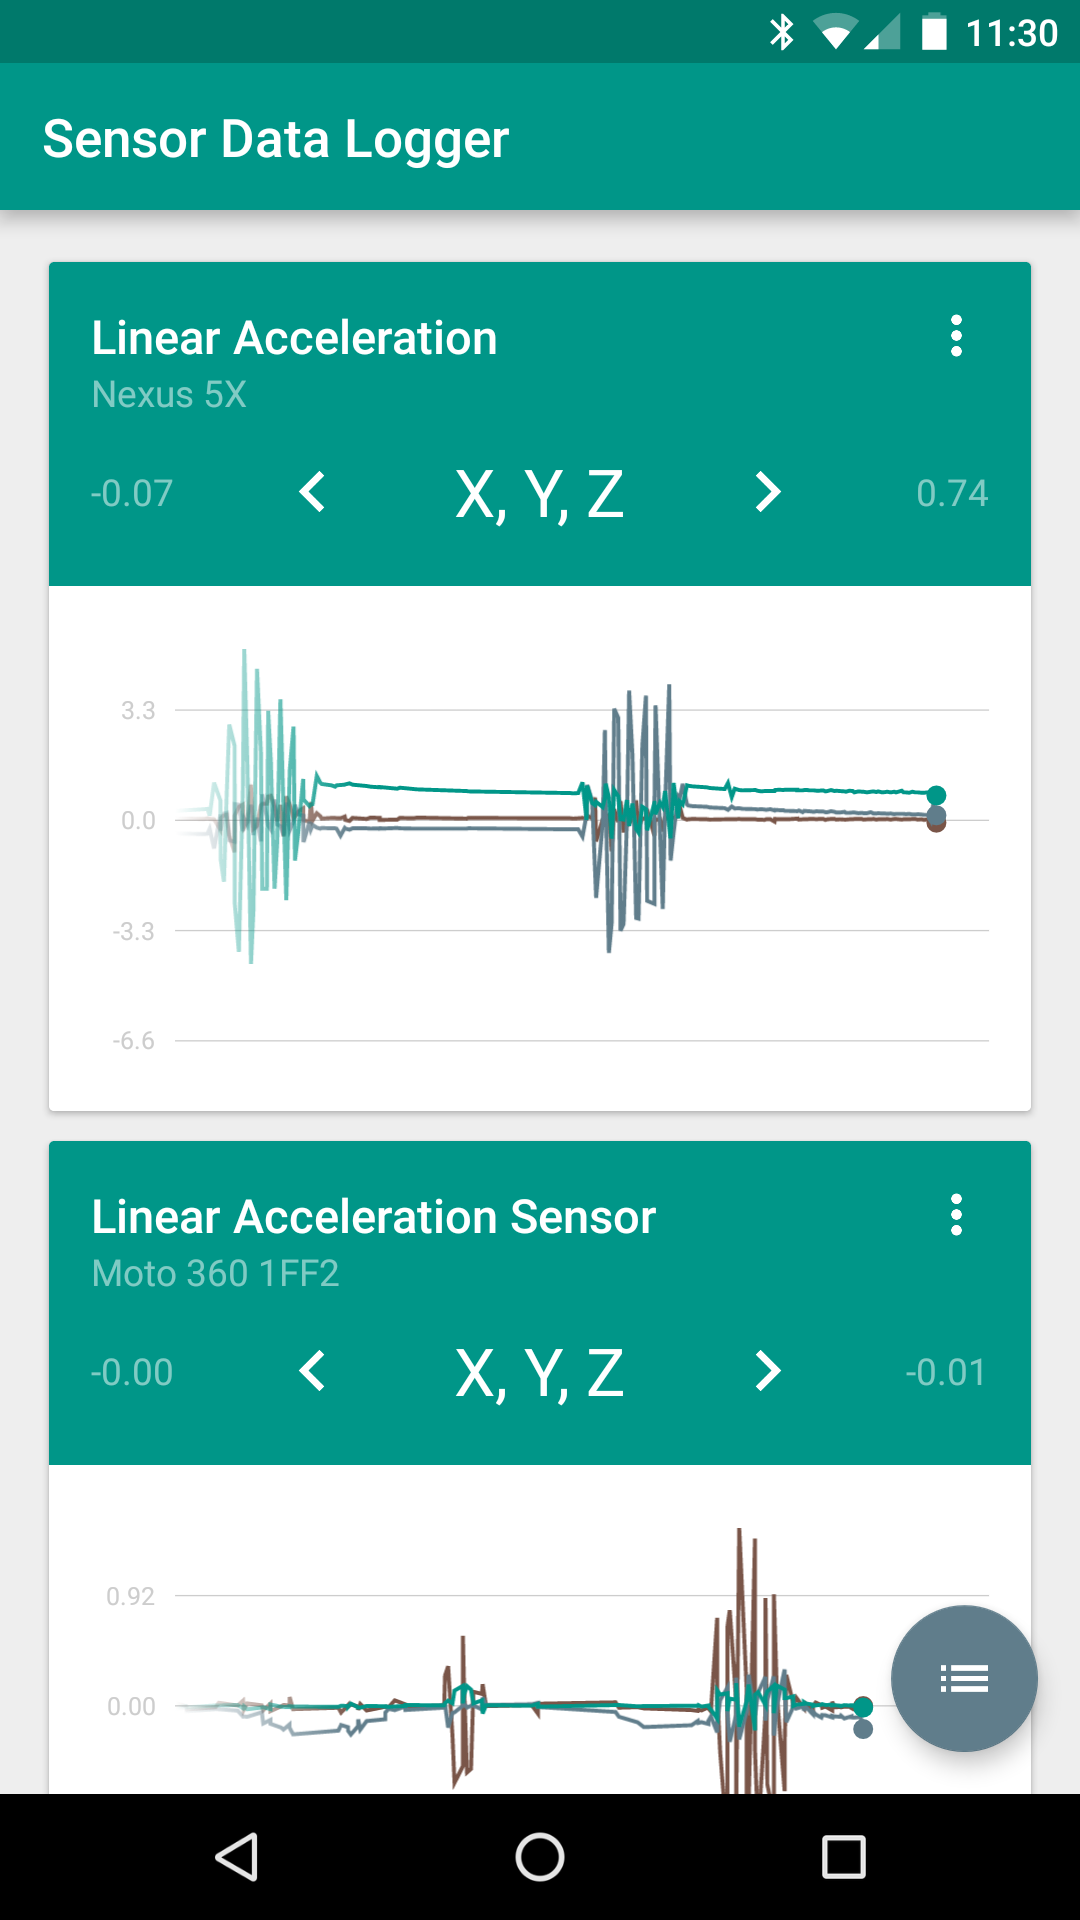 11:30
Sensor Data Logger
Linear Acceleration
Nexus 5X
-0.07 X, Y, Z 0.74
3.3
0.0
-3.3
-6.6
Linear Acceleration Sensor
Moto 360 1FF2
-0.00 X, Y, Z -0.01
0.92
0.00